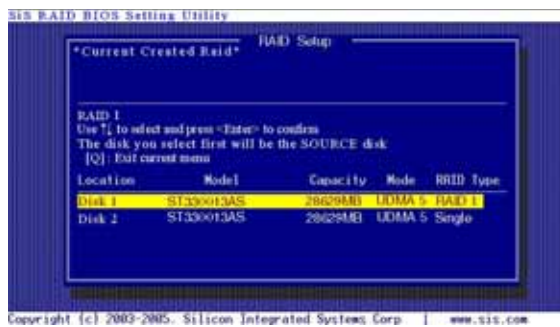 SiS RAID BIOS Setting Utility
RAID Setup
*Current Created Raid*
RAID 1
Use ↑↓ to select and press <Enter> to confirm
The disk you select first will be the SOURCE disk
[Q] : Exit current menu
Location Model Capacity Mode RAID Type
Disk 1 ST330013AS 28629MB UDMA 5 RAID 1
Disk 2 ST330013AS 28629MB UDMA 5 Single
Copyright (c) 2003-2005. Silicon Integrated Systems Corp | www.sis.com